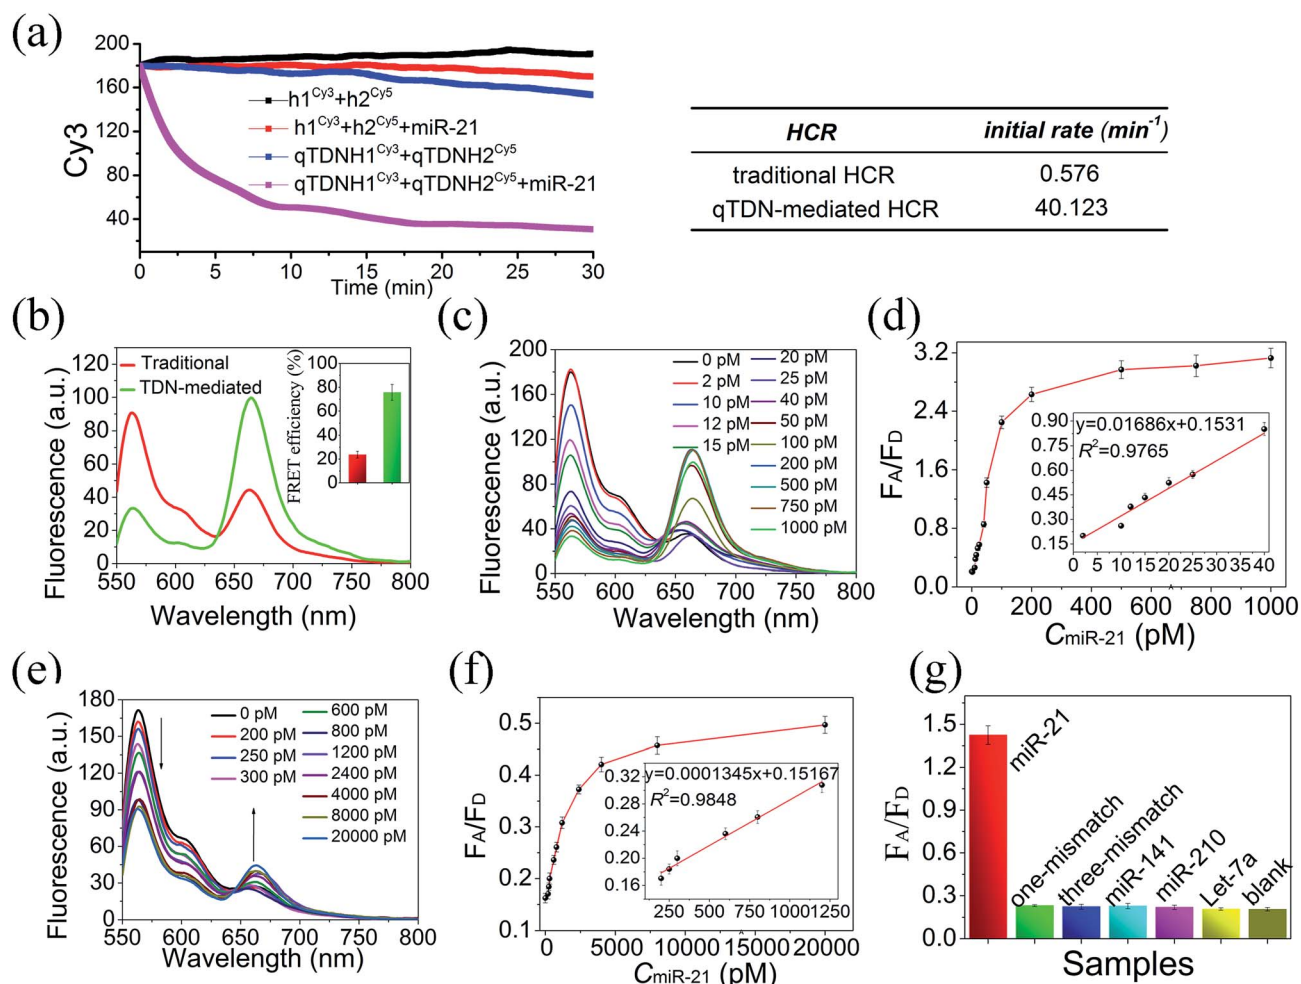 (a)
200
160
120
80
40
Cy3
h1Cy3+h2Cy5
h1Cy3+h2Cy5+miR-21
qTDNH1Cy3+qTDNH2Cy5
qTDNH1Cy3+qTDNH2Cy5+miR-21
0 5 10 15 20 25 30
Time (min)
HCR initial rate (min-1)
traditional HCR 0.576
qTDN-mediated HCR 40.123
(b)
120
100
80
60
40
20
0
Fluorescence (a.u.)
Traditional
TDN-mediated
FRET efficiency (%)
100
80
60
40
20
0
550 600 650 700 750 800
Wavelength (nm)
(c)
200
160
120
80
40
0
Fluorescence (a.u.)
0 pM
2 pM
10 pM
12 pM
15 pM
20 pM
25 pM
40 pM
50 pM
100 pM
200 pM
500 pM
750 pM
1000 pM
550 600 650 700 750 800
Wavelength (nm)
(d)
3.2
2.4
1.6
0.8
0.0
FA/FD
0.90
0.75
0.60
0.45
0.30
0.15
y=0.01686x+0.1531
R2=0.9765
0 5 10 15 20 25 30 35 40
0 200 400 600 800 1000
CmiR-21 (pM)
(e)
180
150
120
90
60
30
0
Fluorescence (a.u.)
0 pM
200 pM
250 pM
300 pM
600 pM
800 pM
1200 pM
2400 pM
4000 pM
8000 pM
20000 pM
550 600 650 700 750 800
Wavelength (nm)
(f)
0.5
0.4
0.3
0.2
0.1
FA/FD
0.32
0.28
0.24
0.20
0.16
y=0.0001345x+0.15167
R2=0.9848
250 500 750 1000 1250
0 5000 10000 15000 20000
CmiR-21 (pM)
(g)
1.5
1.2
0.9
0.6
0.3
0.0
FA/FD
miR-21
one-mismatch
three-mismatch
miR-141
miR-210
Let-7a
blank
Samples